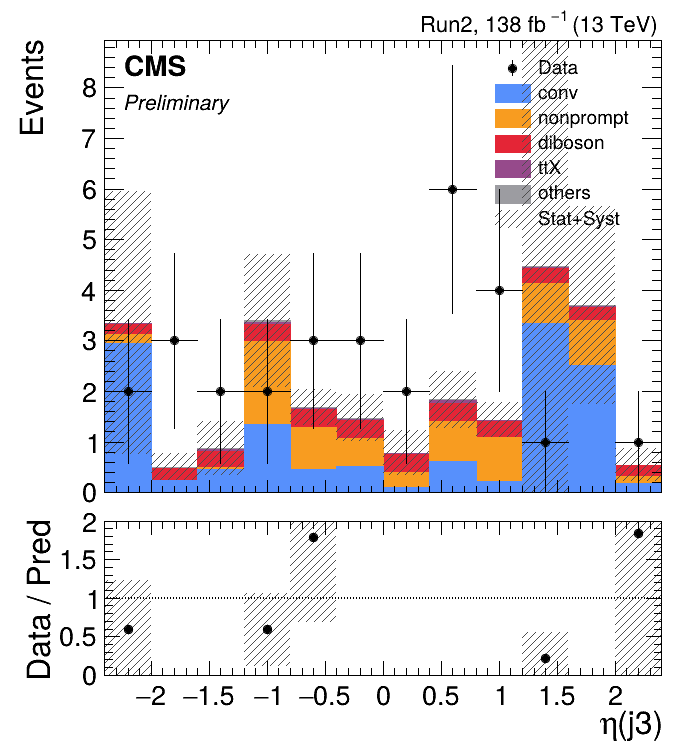 Run2, 138 fb⁻¹ (13 TeV)
CMS
Preliminary
Events
8
7
6
5
4
3
2
1
0
Data
conv
nonprompt
diboson
ttX
others
Stat+Syst
Data / Pred
2
1.5
1
0.5
0
−2 −1.5 −1 −0.5 0 0.5 1 1.5 2
η(j3)